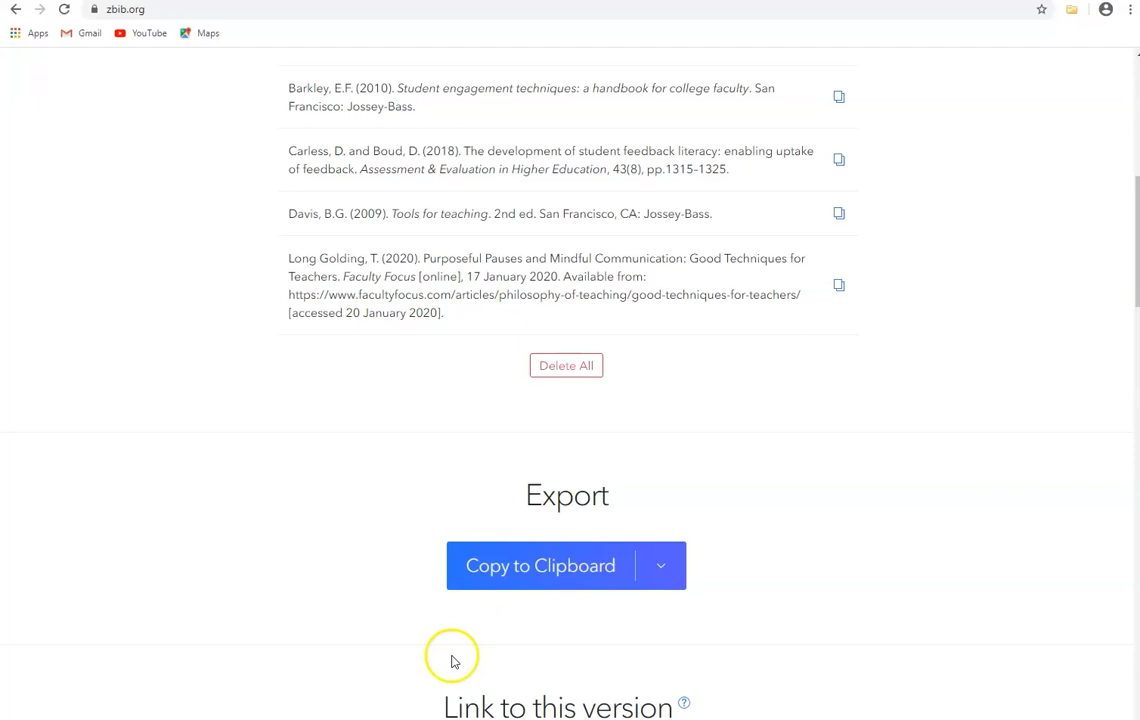 zbib.org
Apps Gmail YouTube Maps
Barkley, E.F. (2010). Student engagement techniques: a handbook for college faculty. San
Francisco: Jossey-Bass.
Carless, D. and Boud, D. (2018). The development of student feedback literacy: enabling uptake
of feedback. Assessment & Evaluation in Higher Education, 43(8), pp.1315–1325.
Davis, B.G. (2009). Tools for teaching. 2nd ed. San Francisco, CA: Jossey-Bass.
Long Golding, T. (2020). Purposeful Pauses and Mindful Communication: Good Techniques for
Teachers. Faculty Focus [online], 17 January 2020. Available from:
https://www.facultyfocus.com/articles/philosophy-of-teaching/good-techniques-for-teachers/
[accessed 20 January 2020].
Delete All
Export
Copy to Clipboard
Link to this version ?